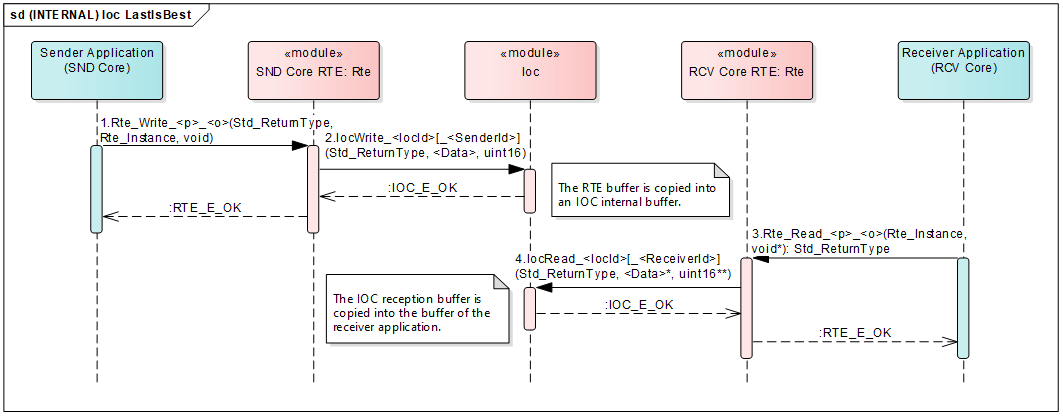 sd (INTERNAL) Ioc LastIsBest
Sender Application
(SND Core)
«module»
SND Core RTE: Rte
«module»
Ioc
«module»
RCV Core RTE: Rte
Receiver Application
(RCV Core)
1.Rte_Write_<p>_<o>(Std_ReturnType,
Rte_Instance, void)
2.IocWrite_<IocId>[_<SenderId>]
(Std_ReturnType, <Data>, uint16)
:IOC_E_OK
:RTE_E_OK
The RTE buffer is copied into
an IOC internal buffer.
3.Rte_Read_<p>_<o>(Rte_Instance,
void*): Std_ReturnType
4.IocRead_<IocId>[_<ReceiverId>]
(Std_ReturnType, <Data>*, uint16**)
The IOC reception buffer is
copied into the buffer of the
receiver application.
:IOC_E_OK
:RTE_E_OK